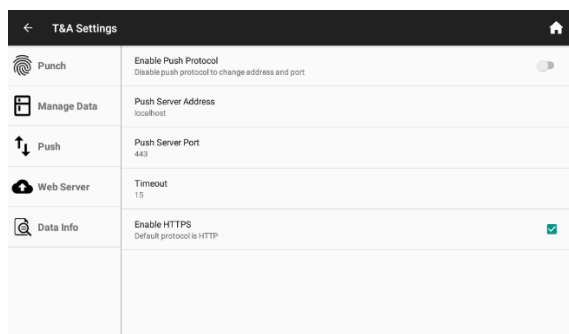 T&A Settings
Punch
Manage Data
Push
Web Server
Data Info
Enable Push Protocol
Disable push protocol to change address and port
Push Server Address
localhost
Push Server Port
443
Timeout
15
Enable HTTPS
Default protocol is HTTP